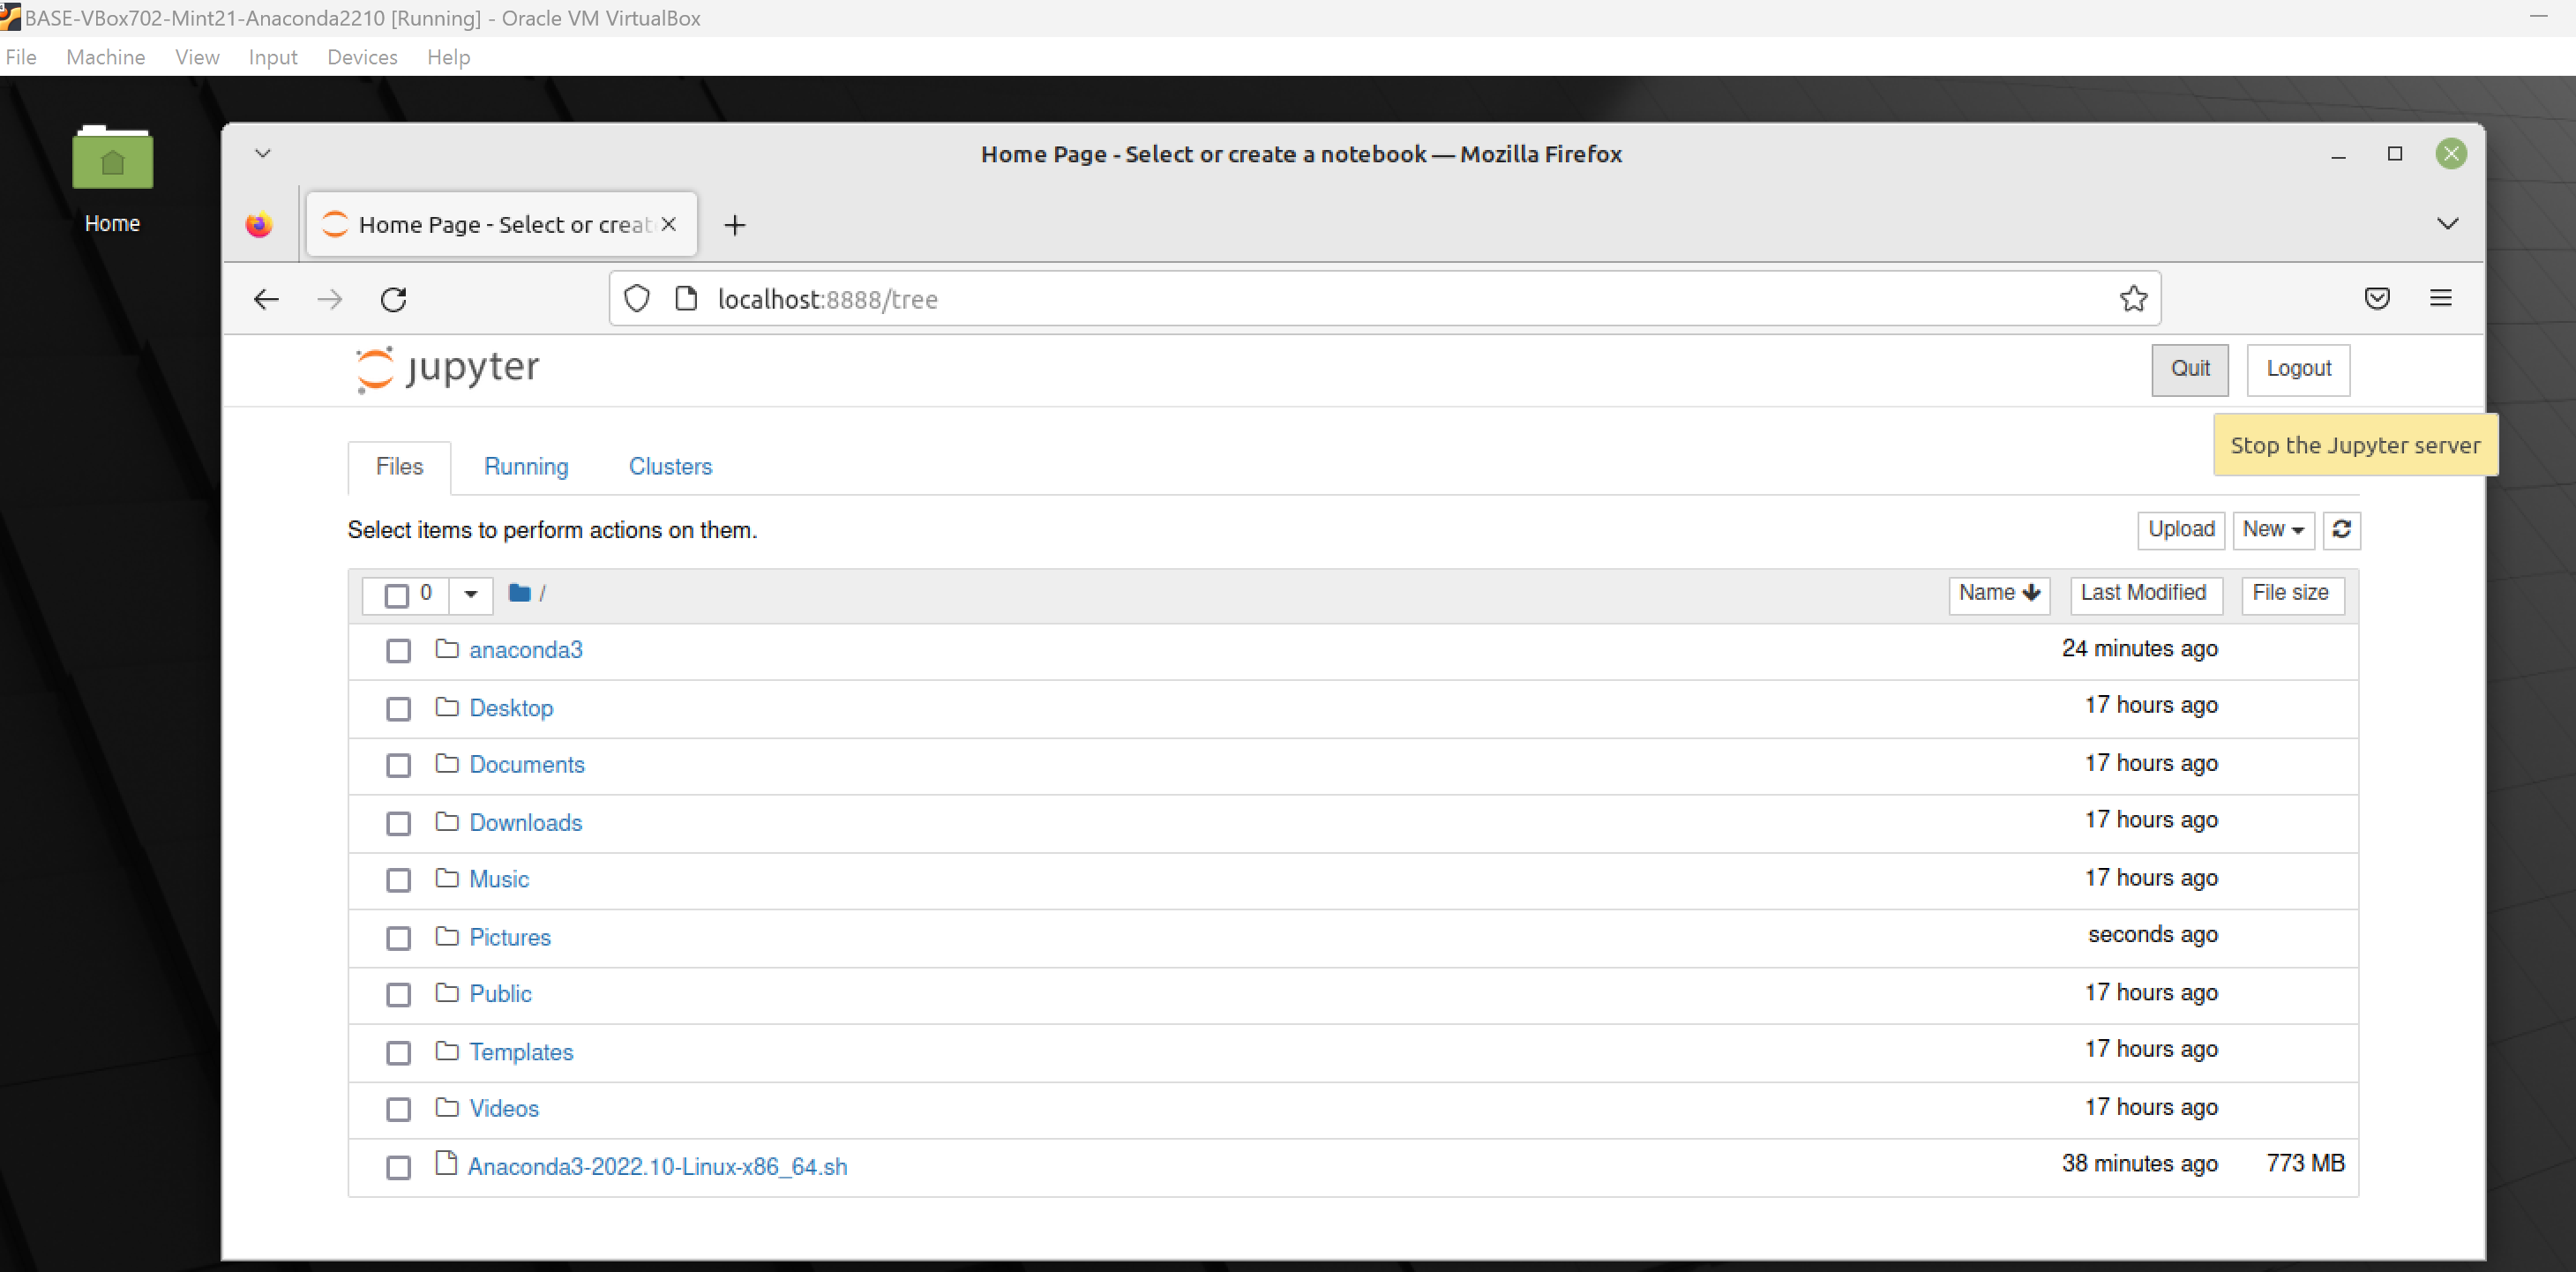 BASE-VBox702-Mint21-Anaconda2210 [Running] - Oracle VM VirtualBox
File Machine View Input Devices Help
Home
Home Page - Select or create a notebook — Mozilla Firefox
Home Page - Select or creat
localhost:8888/tree
jupyter
Quit Logout
Stop the Jupyter server
Files Running Clusters
Select items to perform actions on them.
Upload New
0 / Name Last Modified File size
anaconda3 24 minutes ago
Desktop 17 hours ago
Documents 17 hours ago
Downloads 17 hours ago
Music 17 hours ago
Pictures seconds ago
Public 17 hours ago
Templates 17 hours ago
Videos 17 hours ago
Anaconda3-2022.10-Linux-x86_64.sh 38 minutes ago 773 MB